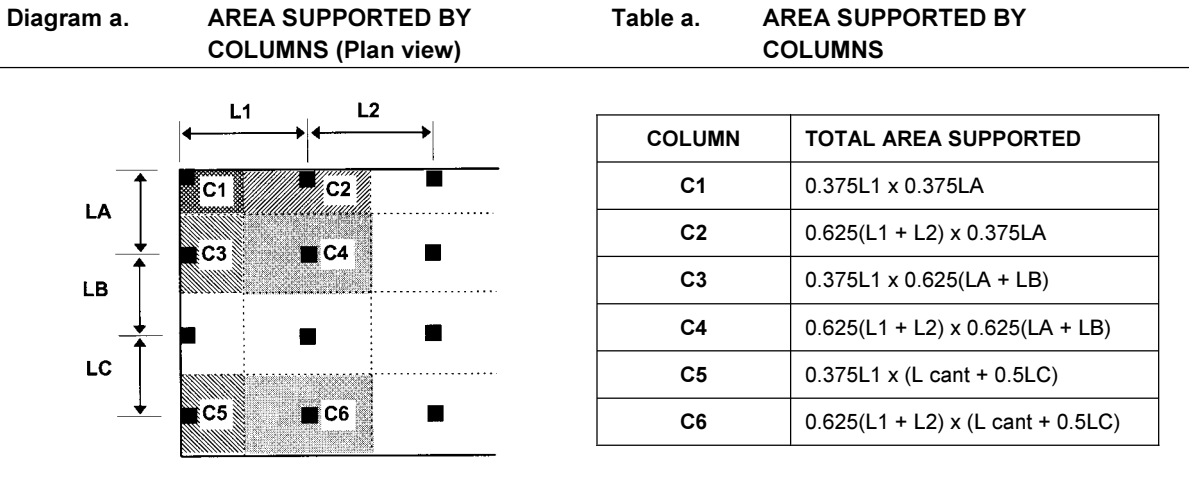 Diagram a. AREA SUPPORTED BY
COLUMNS (Plan view)
Table a. AREA SUPPORTED BY
COLUMNS
L1 L2
LA
LB
LC
C1 C2
C3 C4
C5 C6
COLUMN TOTAL AREA SUPPORTED
C1 0.375L1 x 0.375LA
C2 0.625(L1 + L2) x 0.375LA
C3 0.375L1 x 0.625(LA + LB)
C4 0.625(L1 + L2) x 0.625(LA + LB)
C5 0.375L1 x (L cant + 0.5LC)
C6 0.625(L1 + L2) x (L cant + 0.5LC)